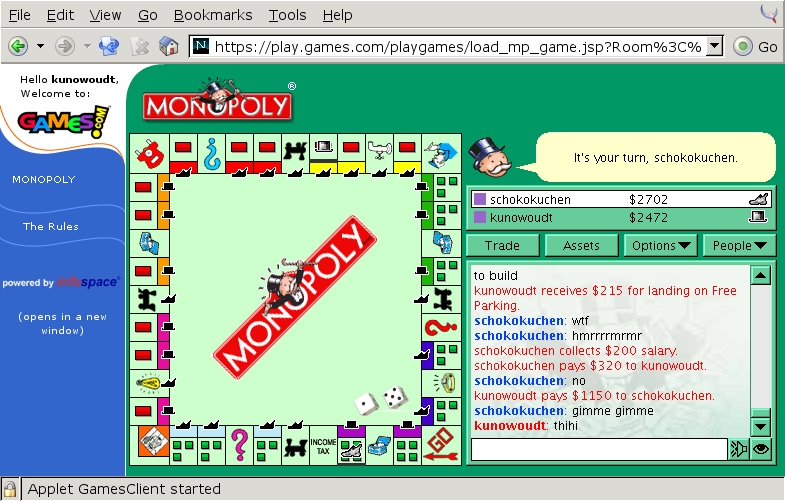 File Edit View Go Bookmarks Tools Help
https://play.games.com/playgames/load_mp_game.jsp?Room%3C%
Go
Hello kunowoudt,
Welcome to:
GAMES.COM
MONOPOLY
The Rules
powered by infospace®
(opens in a new
window)
MONOPOLY®
It's your turn, schokokuchen.
schokokuchen $2702
kunowoudt $2472
Trade Assets Options People
to build
kunowoudt receives $215 for landing on Free
Parking.
schokokuchen: wtf
schokokuchen: hmrrrrmrmr
schokokuchen collects $200 salary.
schokokuchen pays $320 to kunowoudt.
schokokuchen: no
kunowoudt pays $1150 to schokokuchen.
schokokuchen: gimme gimme
kunowoudt: thihi
MONOPOLY
INCOME
TAX
GO
Applet GamesClient started